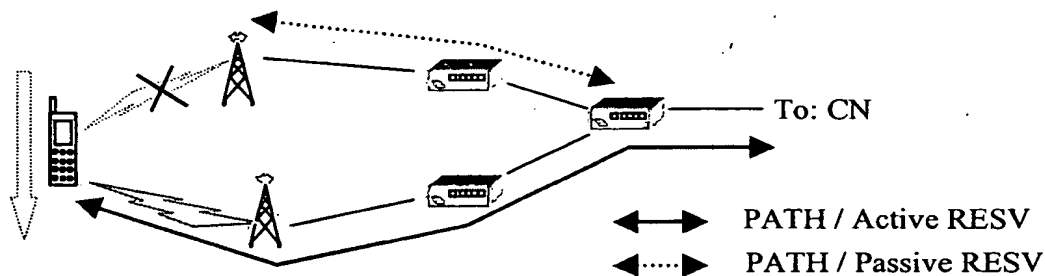 To: CN
PATH / Active RESV
PATH / Passive RESV